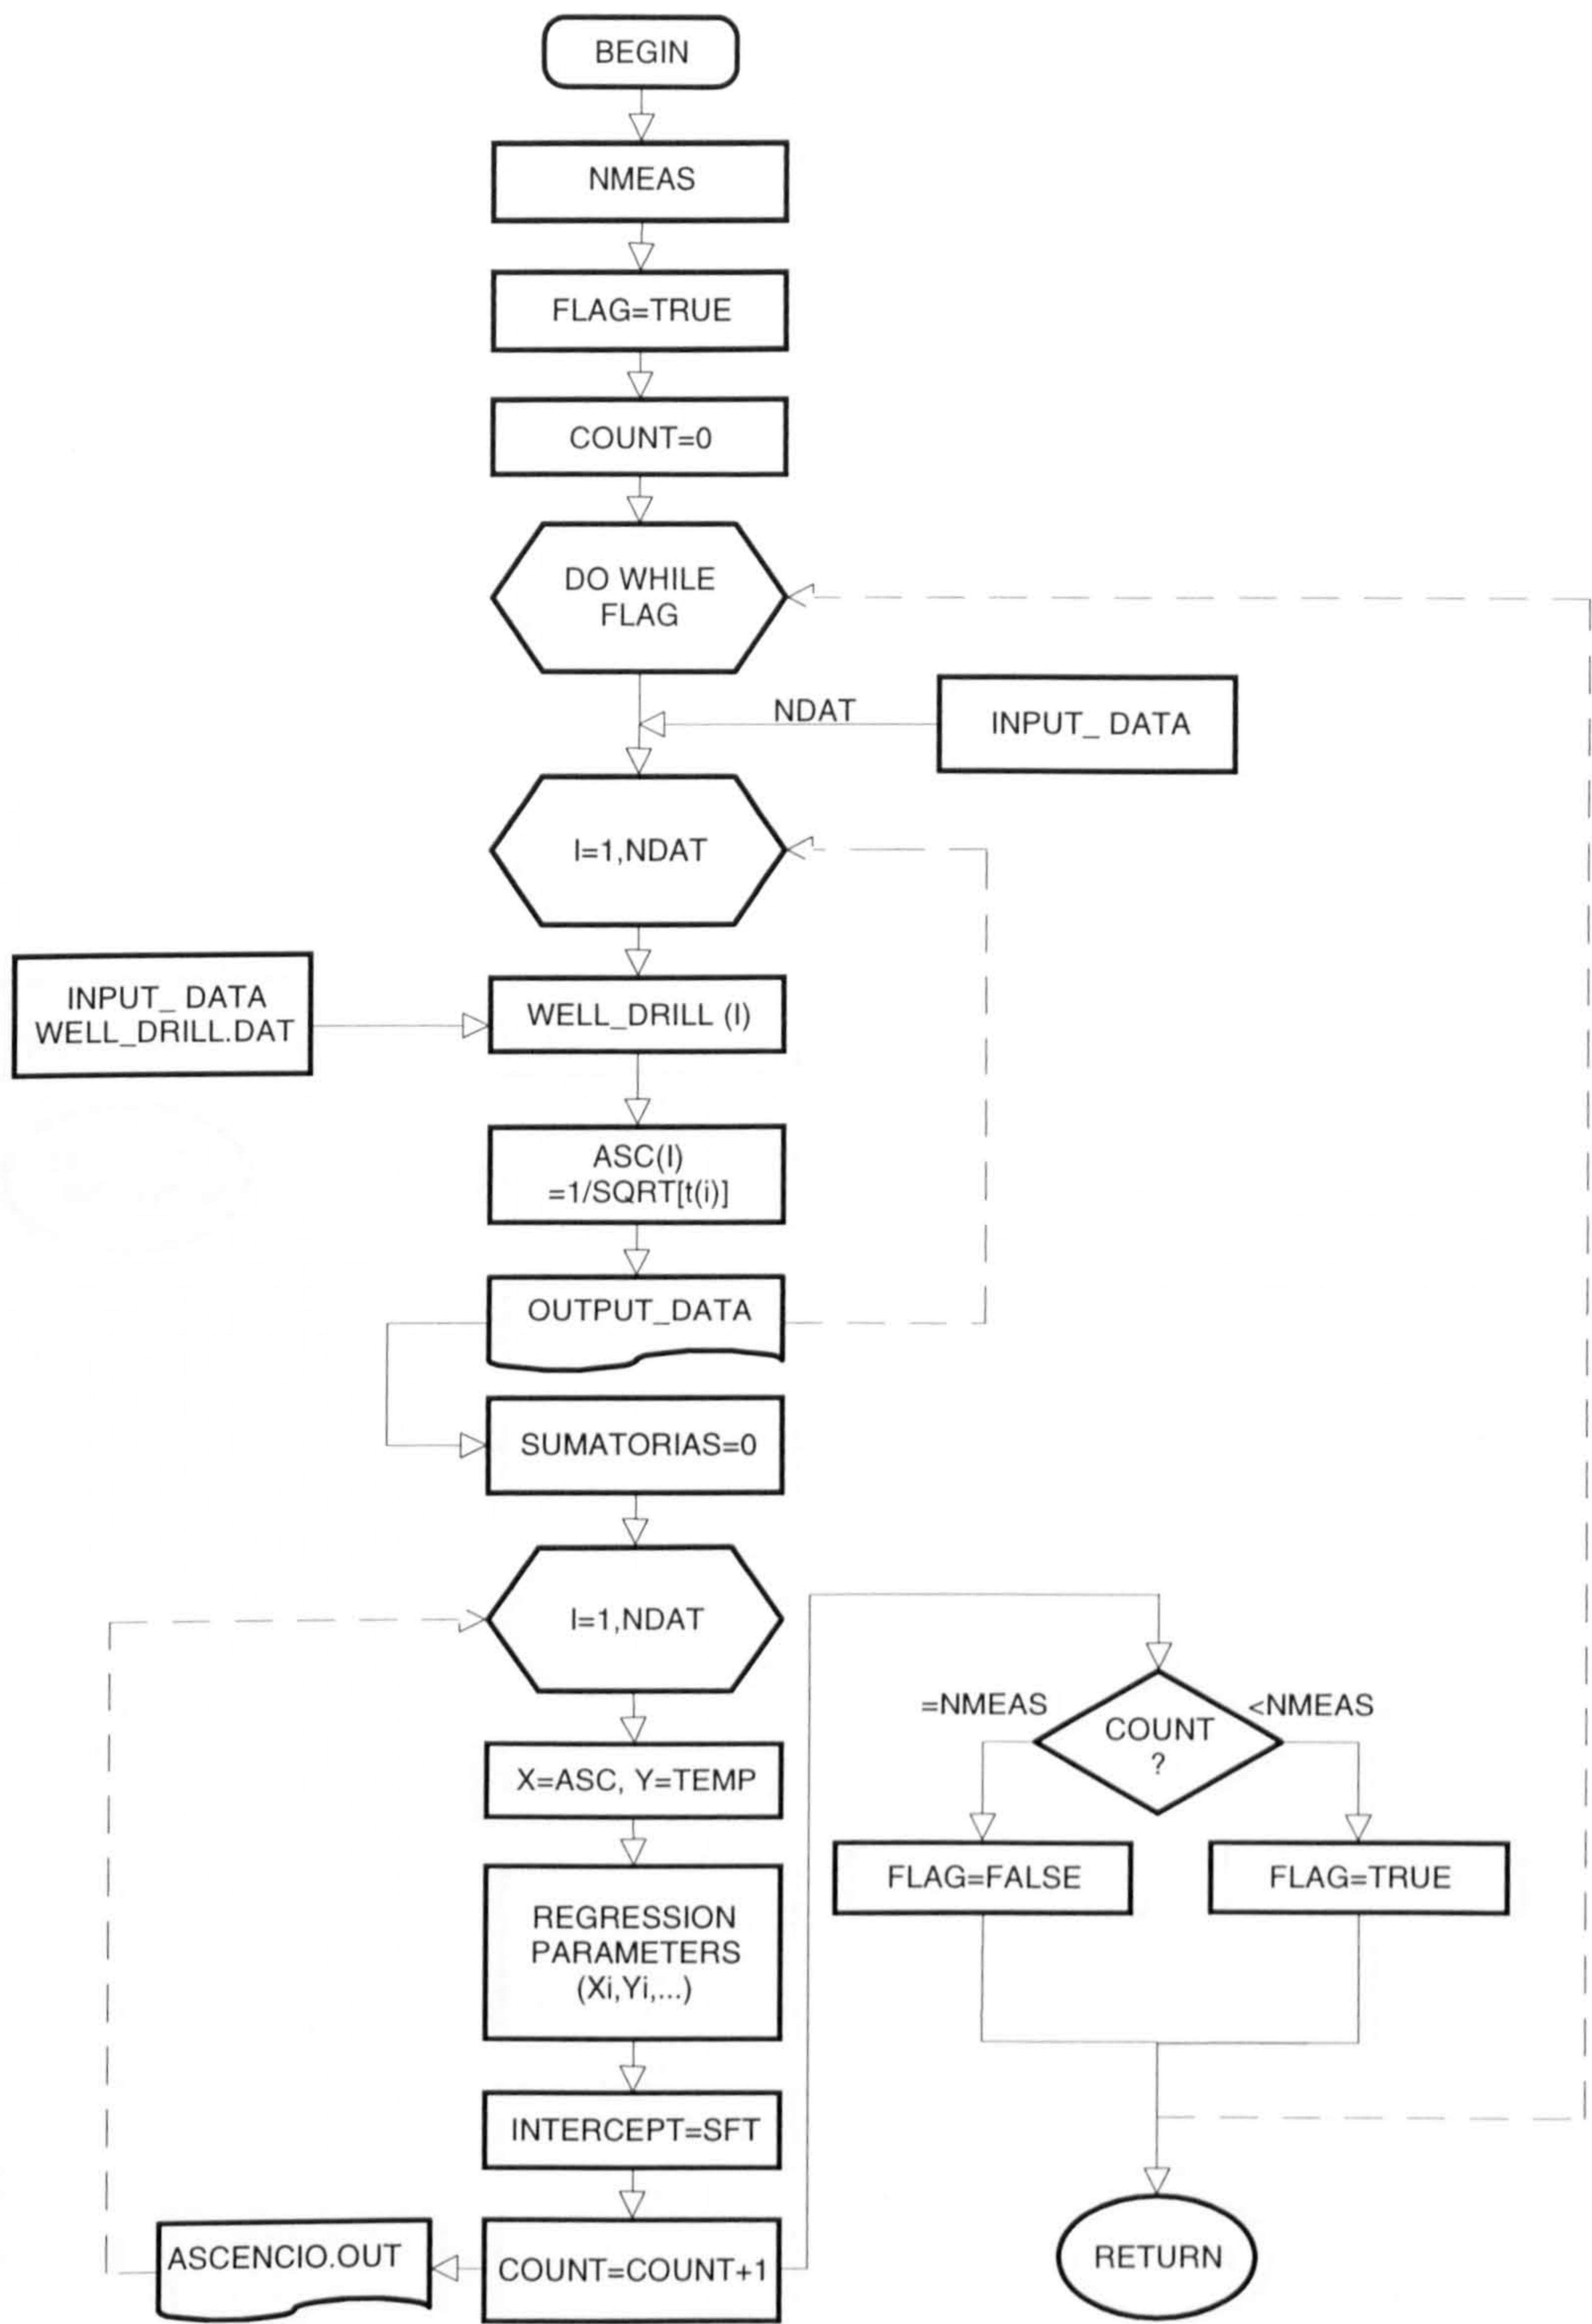 BEGIN
NMEAS
FLAG=TRUE
COUNT=0
DO WHILE
FLAG
NDAT
INPUT_ DATA
I=1,NDAT
INPUT_ DATA
WELL_DRILL.DAT
WELL_DRILL (I)
ASC(I)
=1/SQRT[t(i)]
OUTPUT_DATA
SUMATORIAS=0
I=1,NDAT
=NMEAS
<NMEAS
COUNT
?
X=ASC, Y=TEMP
FLAG=FALSE
FLAG=TRUE
REGRESSION
PARAMETERS
(Xi,Yi,...)
INTERCEPT=SFT
ASCENCIO.OUT
COUNT=COUNT+1
RETURN